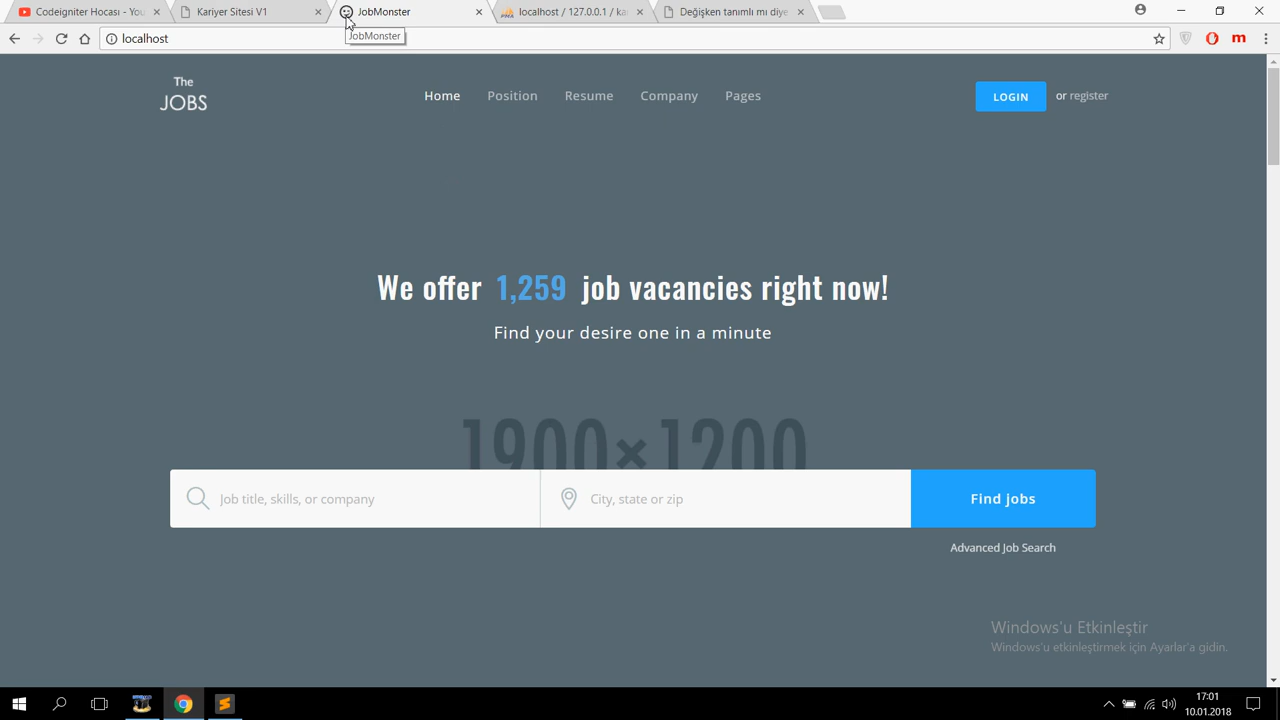 Codeigniter Hocası - You
Kariyer Sitesi V1
JobMonster
localhost / 127.0.0.1 / ka
Değişken tanımlı mı diye
localhost
JobMonster
The
JOBS
Home
Position
Resume
Company
Pages
LOGIN
or register
We offer 1,259 job vacancies right now!
Find your desire one in a minute
1900×1200
Job title, skills, or company
City, state or zip
Find jobs
Advanced Job Search
Windows'u Etkinleştir
Windows'u etkinleştirmek için Ayarlar'a gidin.
17:01
10.01.2018